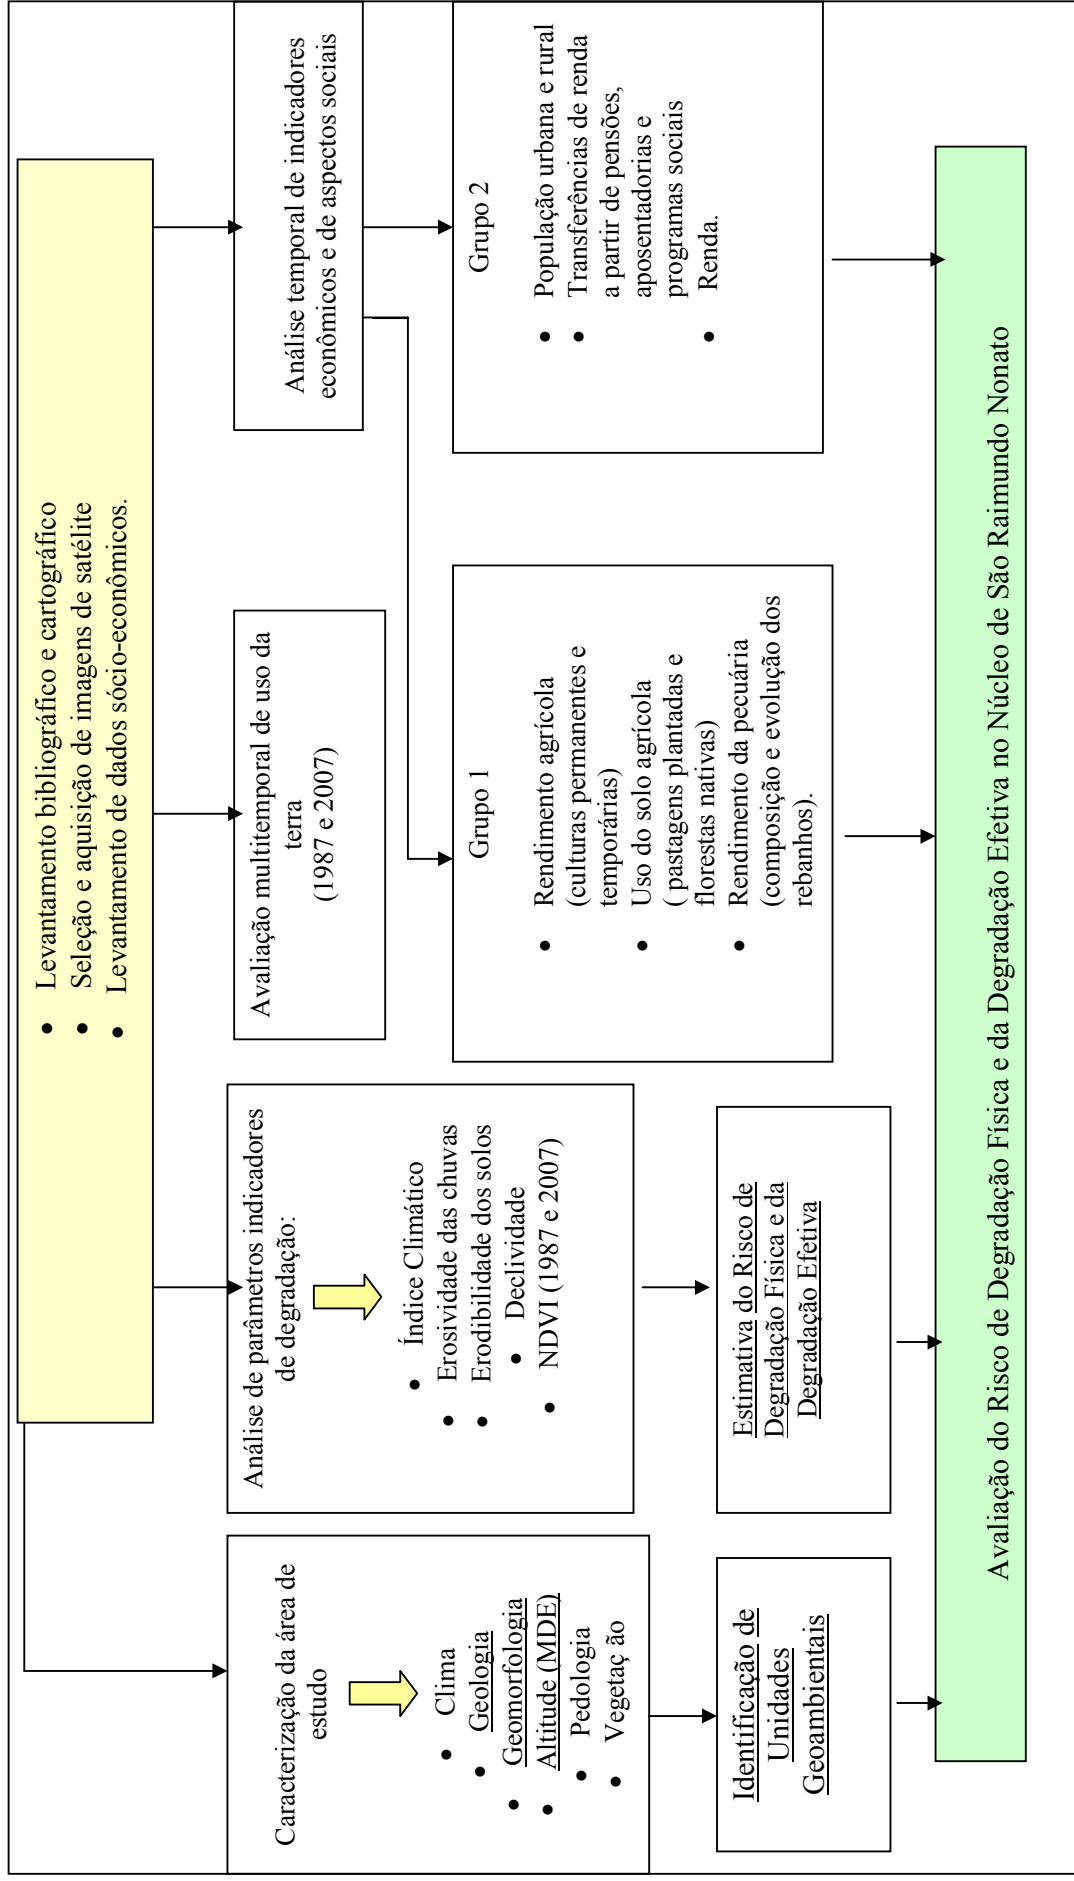 Levantamento bibliográfico e cartográfico
Seleção e aquisição de imagens de satélite
Levantamento de dados sócio-econômicos.
Caracterização da área de
estudo
Clima
Geologia
Geomorfologia
Altitude (MDE)
Pedologia
Vegetaç ão
Identificação de
Unidades
Geoambientais
Análise de parâmetros indicadores
de degradação:
Índice Climático
Erosividade das chuvas
Erodibilidade dos solos
Declividade
NDVI (1987 e 2007)
Estimativa do Risco de
Degradação Física e da
Degradação Efetiva
Avaliação multitemporal de uso da
terra
(1987 e 2007)
Grupo 1
Rendimento agrícola
(culturas permanentes e
temporárias)
Uso do solo agrícola
( pastagens plantadas e
florestas nativas)
Rendimento da pecuária
(composição e evolução dos
rebanhos).
Análise temporal de indicadores
econômicos e de aspectos sociais
Grupo 2
População urbana e rural
Transferências de renda
a partir de pensões,
aposentadorias e
programas sociais
Renda.
Avaliação do Risco de Degradação Física e da Degradação Efetiva no Núcleo de São Raimundo Nonato